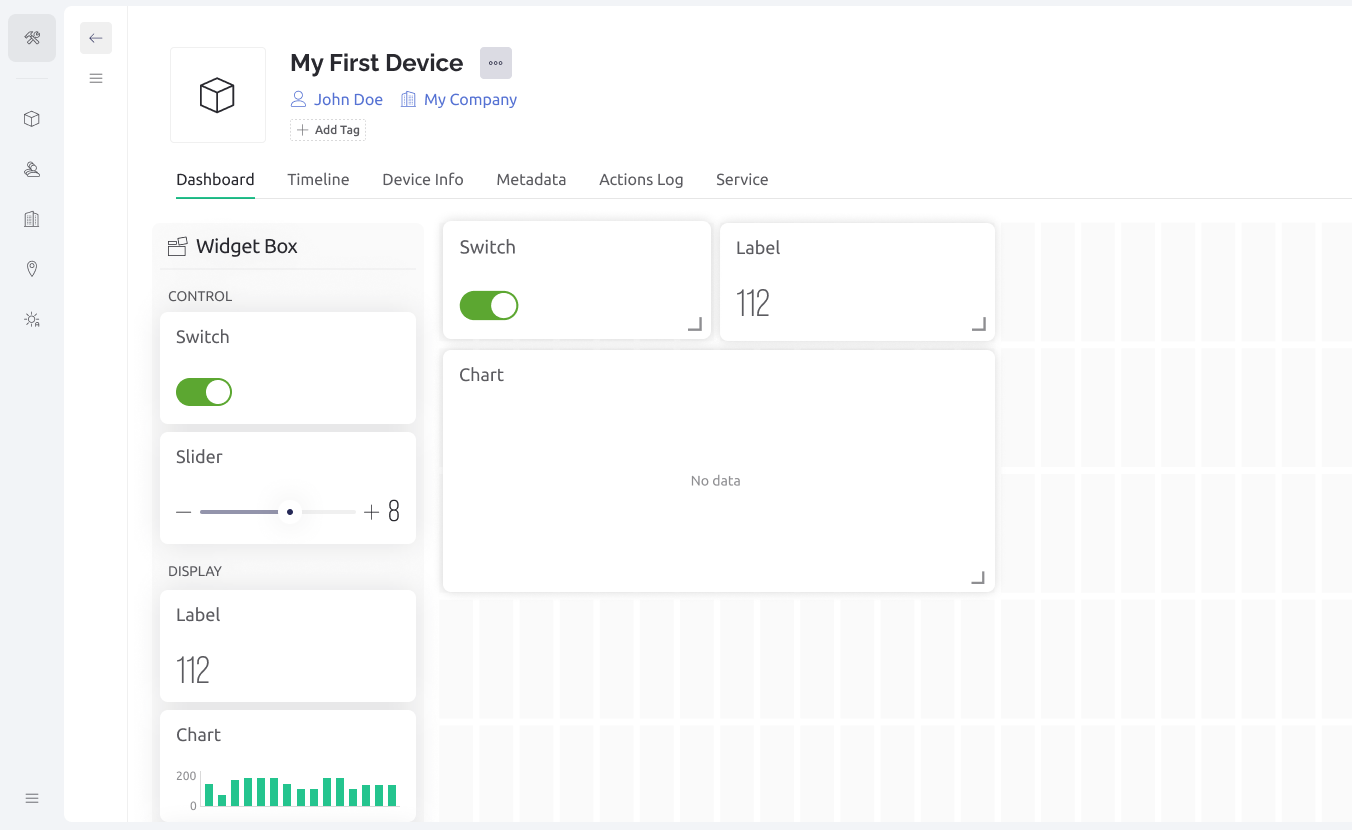 My First Device
John Doe My Company
Add Tag
Dashboard Timeline Device Info Metadata Actions Log Service
Widget Box
CONTROL
Switch
Slider
8
DISPLAY
Label
112
Chart
200
0
Switch
Label
112
Chart
No data